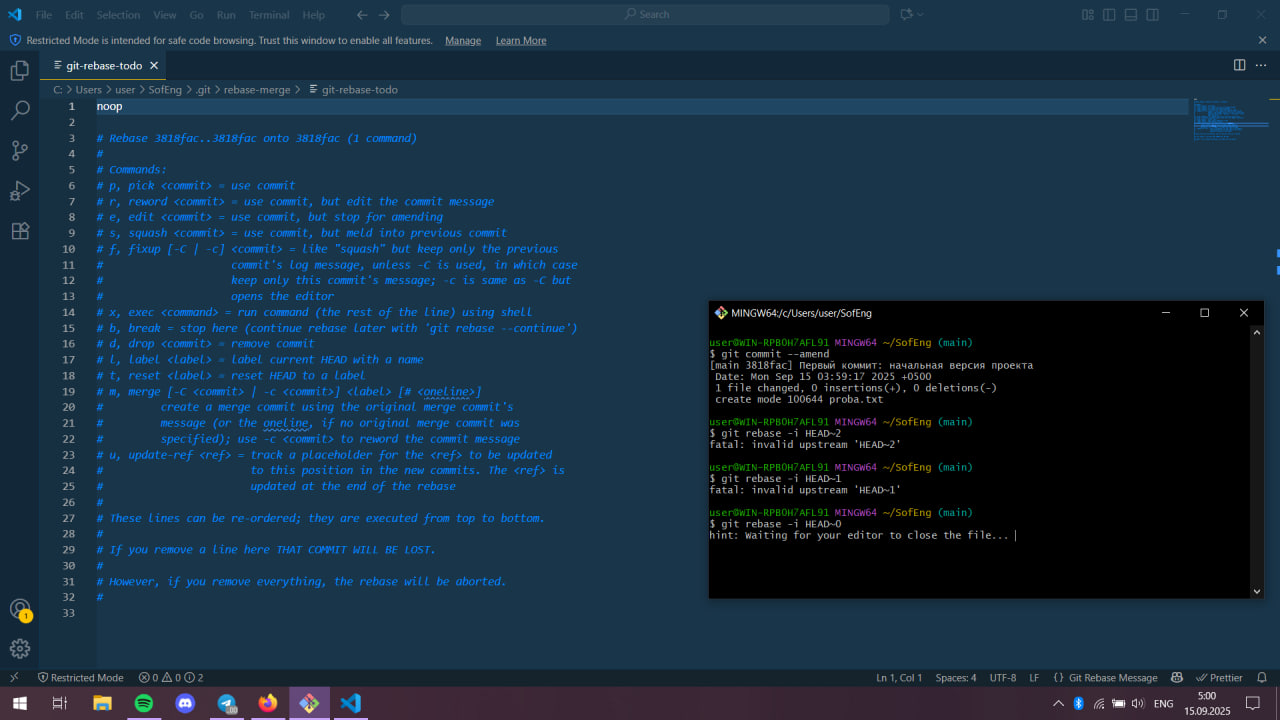 File Edit Selection View Go Run Terminal Help
Search
Restricted Mode is intended for safe code browsing. Trust this window to enable all features. Manage Learn More
git-rebase-todo
C: > Users > user > SofEng > .git > rebase-merge > git-rebase-todo
1 noop
2
3 # Rebase 3818fac..3818fac onto 3818fac (1 command)
4 #
5 # Commands:
6 # p, pick <commit> = use commit
7 # r, reword <commit> = use commit, but edit the commit message
8 # e, edit <commit> = use commit, but stop for amending
9 # s, squash <commit> = use commit, but meld into previous commit
10 # f, fixup [-C | -c] <commit> = like "squash" but keep only the previous
11 # commit's log message, unless -C is used, in which case
12 # keep only this commit's message; -c is same as -C but
13 # opens the editor
14 # x, exec <command> = run command (the rest of the line) using shell
15 # b, break = stop here (continue rebase later with 'git rebase --continue')
16 # d, drop <commit> = remove commit
17 # l, label <label> = label current HEAD with a name
18 # t, reset <label> = reset HEAD to a label
19 # m, merge [-C <commit> | -c <commit>] <label> [# <oneline>]
20 # create a merge commit using the original merge commit's
21 # message (or the oneline, if no original merge commit was
22 # specified); use -c <commit> to reword the commit message
23 # u, update-ref <ref> = track a placeholder for the <ref> to be updated
24 # to this position in the new commits. The <ref> is
25 # updated at the end of the rebase
26 #
27 # These lines can be re-ordered; they are executed from top to bottom.
28 #
29 # If you remove a line here THAT COMMIT WILL BE LOST.
30 #
31 # However, if you remove everything, the rebase will be aborted.
32 #
33
MINGW64:/c/Users/user/SofEng
user@WIN-RPBOH7AFL91 MINGW64 ~/SofEng (main)
$ git commit --amend
[main 3818fac] Первый коммит: начальная версия проекта
Date: Mon Sep 15 03:59:17 2025 +0500
1 file changed, 0 insertions(+), 0 deletions(-)
create mode 100644 proba.txt
user@WIN-RPBOH7AFL91 MINGW64 ~/SofEng (main)
$ git rebase -i HEAD~2
fatal: invalid upstream 'HEAD~2'
user@WIN-RPBOH7AFL91 MINGW64 ~/SofEng (main)
$ git rebase -i HEAD~1
fatal: invalid upstream 'HEAD~1'
user@WIN-RPBOH7AFL91 MINGW64 ~/SofEng (main)
$ git rebase -i HEAD~0
hint: Waiting for your editor to close the file...
1
Restricted Mode 0 0 2 Ln 1, Col 1 Spaces: 4 UTF-8 LF {} Git Rebase Message Prettier
ENG 5:00
15.09.2025